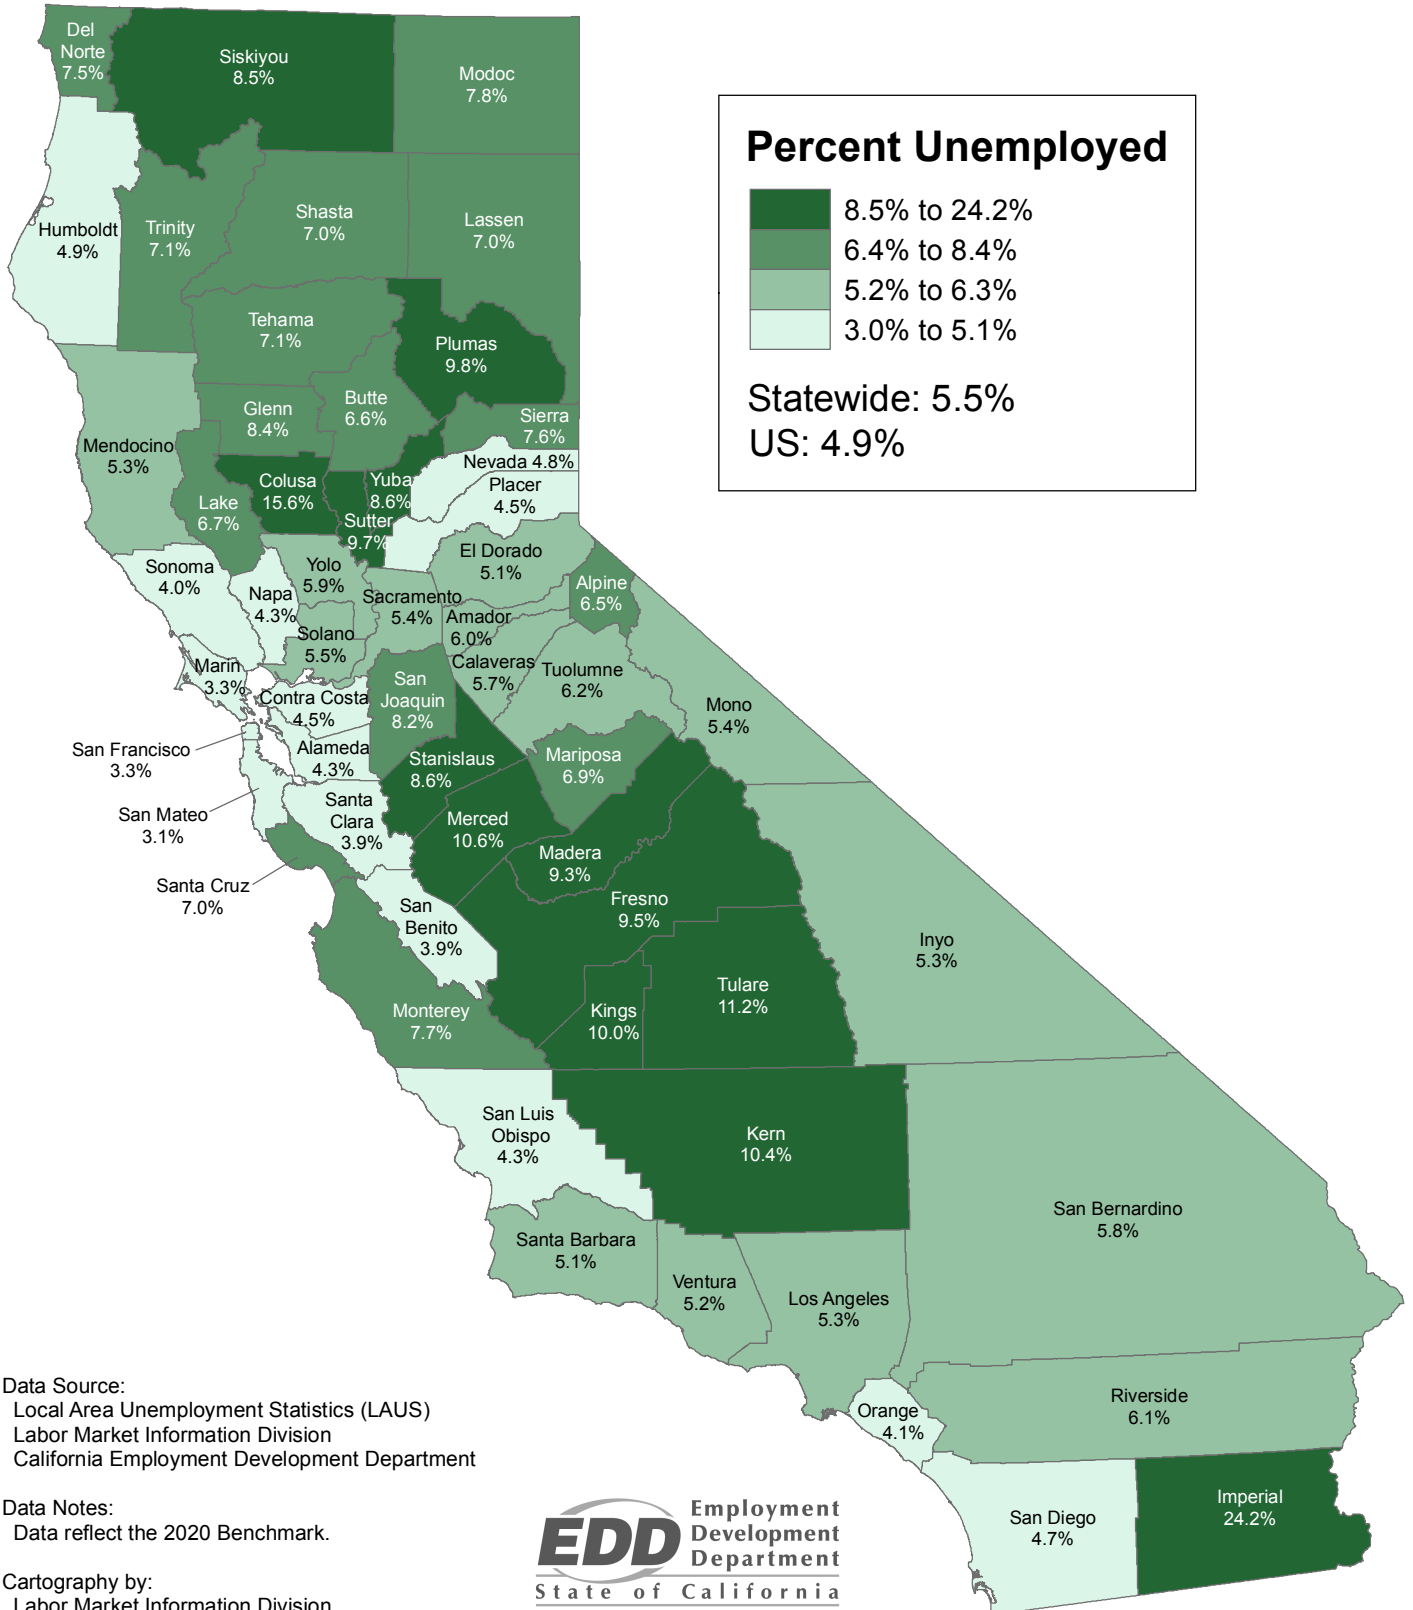 Del
Norte
7.5%
Siskiyou
8.5%
Modoc
7.8%
Percent Unemployed
8.5% to 24.2%
6.4% to 8.4%
5.2% to 6.3%
3.0% to 5.1%
Statewide: 5.5%
US: 4.9%
Humboldt
4.9%
Trinity
7.1%
Shasta
7.0%
Lassen
7.0%
Tehama
7.1%
Plumas
9.8%
Glenn
8.4%
Butte
6.6%
Sierra
7.6%
Mendocino
5.3%
Lake
6.7%
Colusa
15.6%
Sutter
9.7%
Yuba
8.6%
Nevada 4.8%
Placer
4.5%
El Dorado
5.1%
Sonoma
4.0%
Napa
4.3%
Yolo
5.9%
Sacramento
5.4%
Amador
6.0%
Alpine
6.5%
Solano
5.5%
Calaveras
5.7%
Tuolumne
6.2%
Mono
5.4%
Marin
3.3%
Contra Costa
4.5%
San
Joaquin
8.2%
San Francisco
3.3%
Alameda
4.3%
Stanislaus
8.6%
Mariposa
6.9%
San Mateo
3.1%
Santa
Clara
3.9%
Merced
10.6%
Madera
9.3%
Santa Cruz
7.0%
San
Benito
3.9%
Fresno
9.5%
Inyo
5.3%
Monterey
7.7%
Kings
10.0%
Tulare
11.2%
San Luis
Obispo
4.3%
Kern
10.4%
San Bernardino
5.8%
Santa Barbara
5.1%
Ventura
5.2%
Los Angeles
5.3%
Orange
4.1%
Riverside
6.1%
San Diego
4.7%
Imperial
24.2%
Data Source:
Local Area Unemployment Statistics (LAUS)
Labor Market Information Division
California Employment Development Department
Data Notes:
Data reflect the 2020 Benchmark.
Cartography by:
Labor Market Information Division
EDD
Employment
Development
Department
State of California